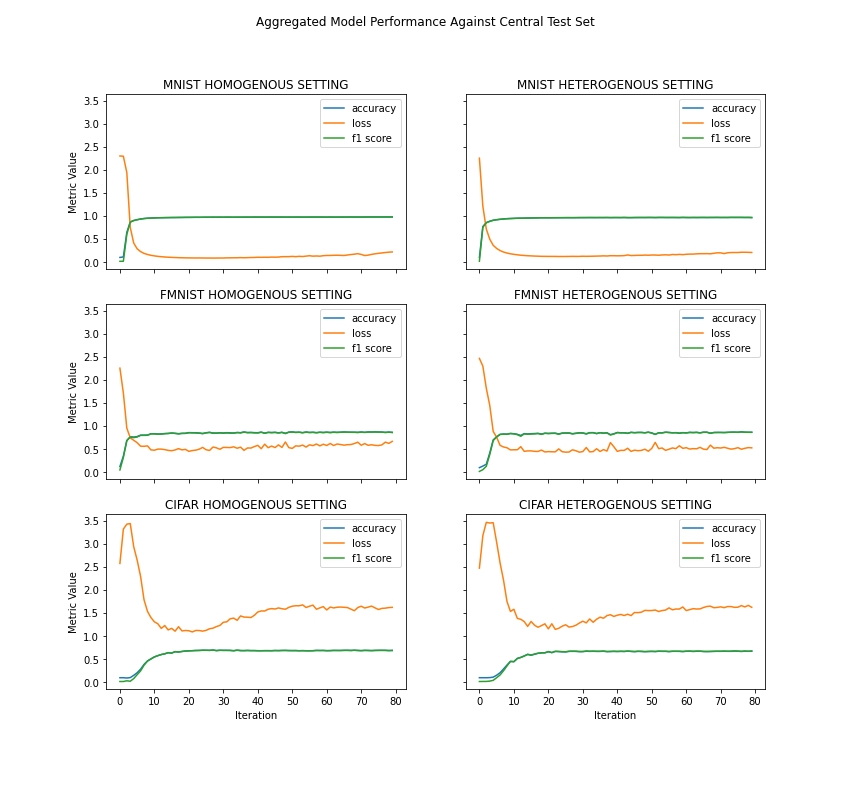 Aggregated Model Performance Against Central Test Set
MNIST HOMOGENOUS SETTING
3.5
3.0
2.5
2.0
1.5
1.0
0.5
0.0
Metric Value
accuracy
loss
f1 score
MNIST HETEROGENOUS SETTING
accuracy
loss
f1 score
FMNIST HOMOGENOUS SETTING
3.5
3.0
2.5
2.0
1.5
1.0
0.5
0.0
Metric Value
accuracy
loss
f1 score
FMNIST HETEROGENOUS SETTING
accuracy
loss
f1 score
CIFAR HOMOGENOUS SETTING
3.5
3.0
2.5
2.0
1.5
1.0
0.5
0.0
Metric Value
accuracy
loss
f1 score
0 10 20 30 40 50 60 70 80
Iteration
CIFAR HETEROGENOUS SETTING
accuracy
loss
f1 score
0 10 20 30 40 50 60 70 80
Iteration